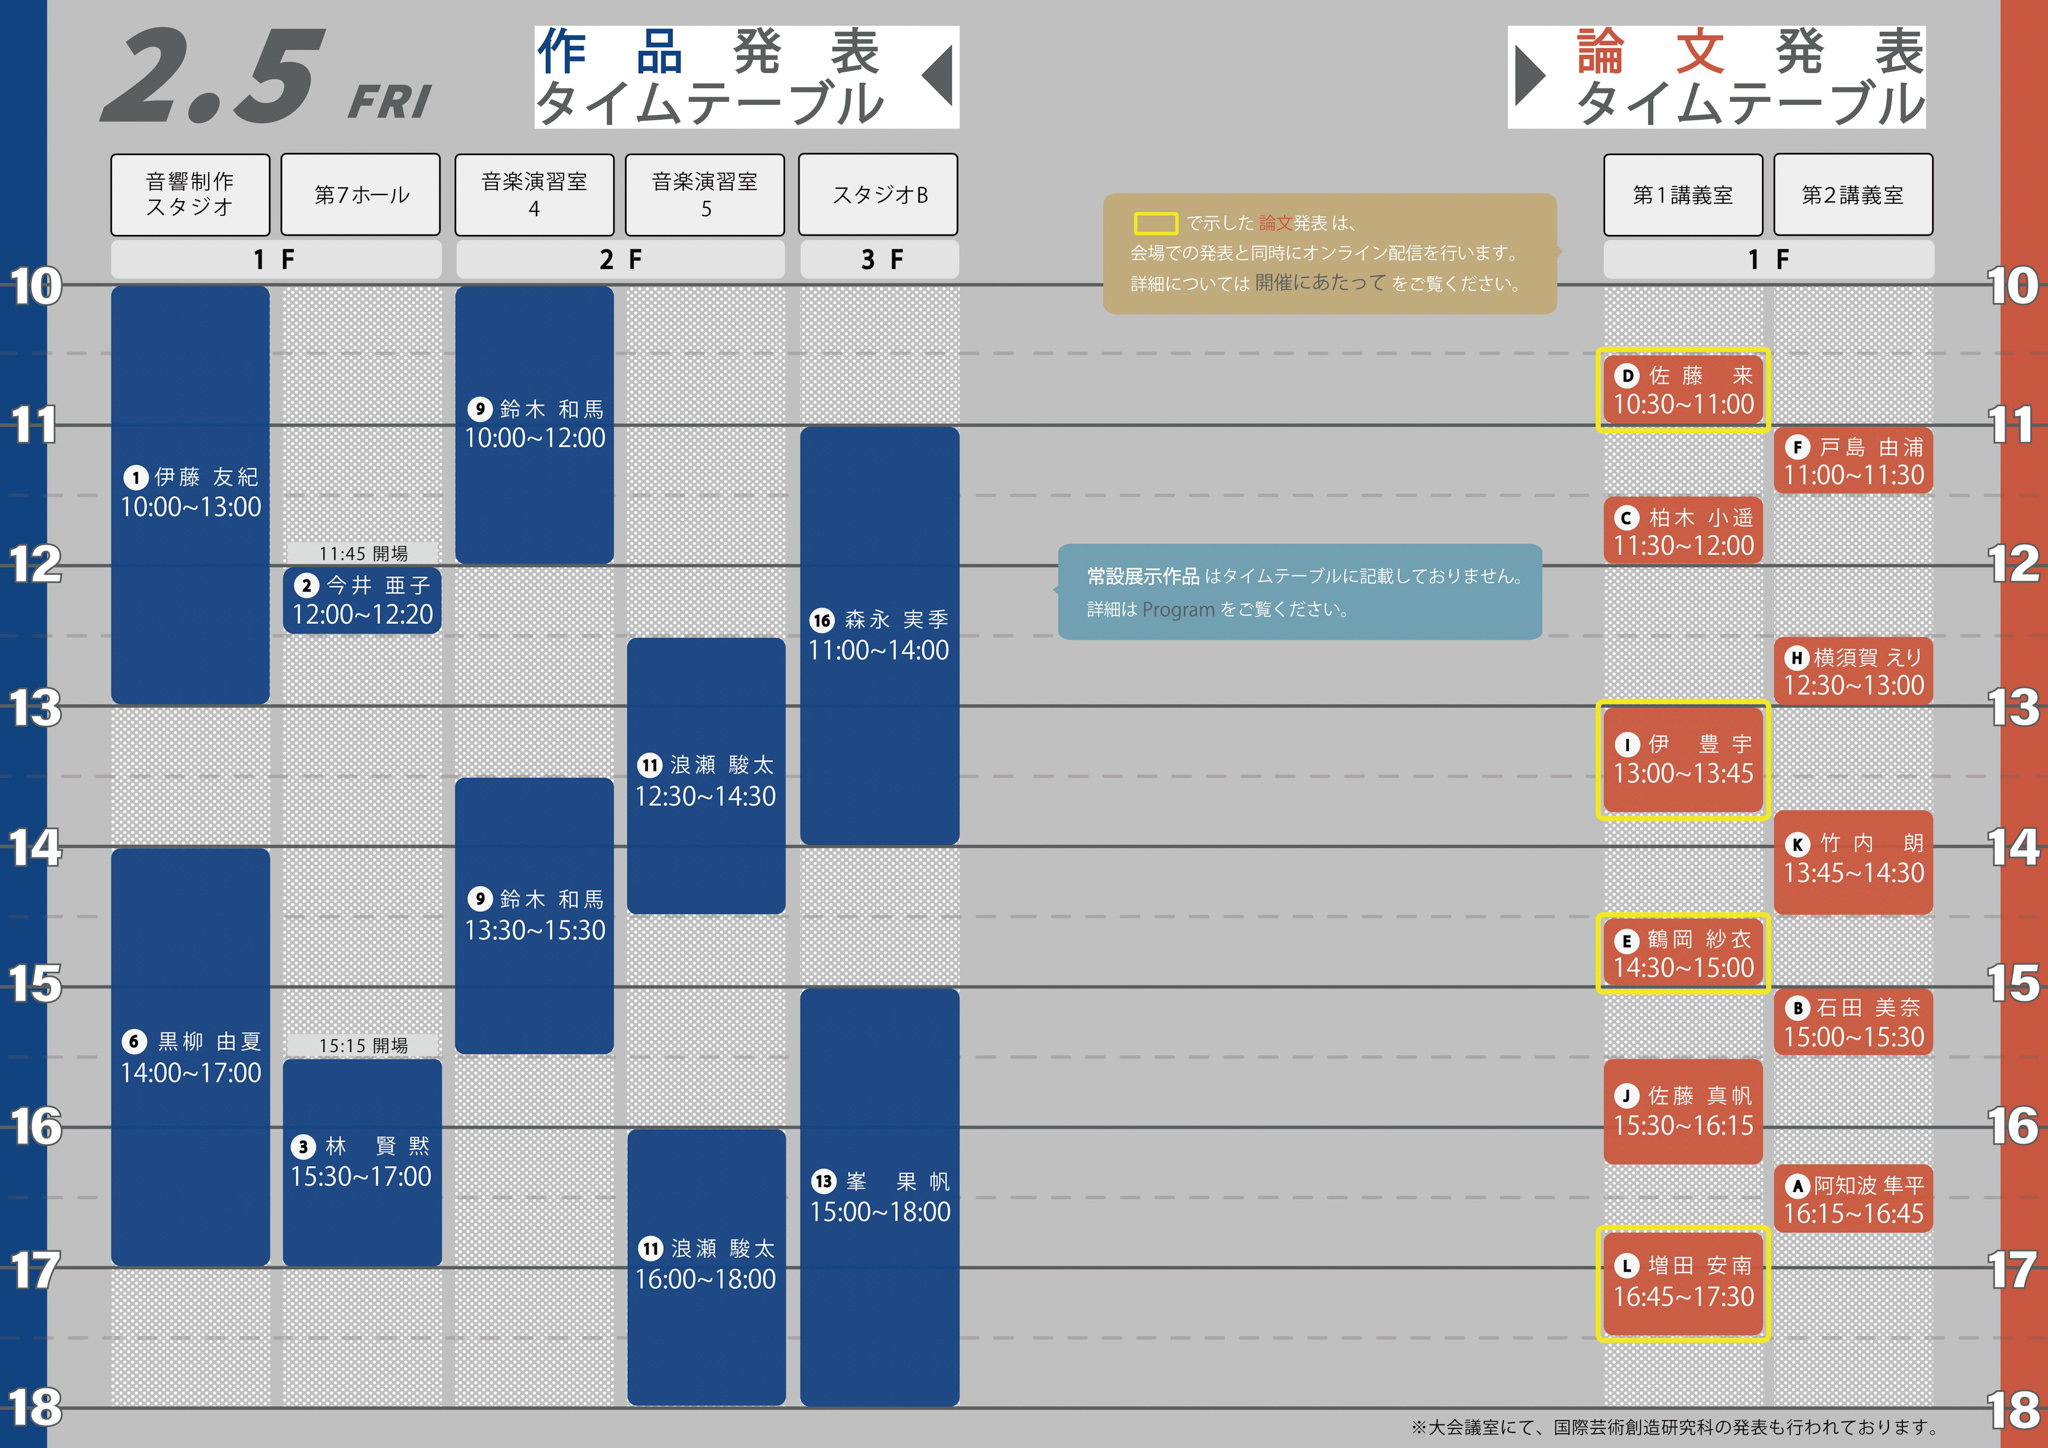 2.5 FRI
作品発表
タイムテーブル
論文発表
タイムテーブル
音響制作
スタジオ
第7ホール
音楽演習室
4
音楽演習室
5
スタジオB
第1講義室
第2講義室
1 F
2 F
3 F
1 F
で示した 論文発表 は、
会場での発表と同時にオンライン配信を行います。
詳細については 開催にあたって をご覧ください。
常設展示作品 はタイムテーブルに記載しておりません。
詳細は Program をご覧ください。
10
11
12
13
14
15
16
17
18
1 伊藤 友紀
10:00~13:00
6 黒柳 由夏
14:00~17:00
11:45 開場
2 今井 亜子
12:00~12:20
15:15 開場
3 林 賢黙
15:30~17:00
9 鈴木 和馬
10:00~12:00
9 鈴木 和馬
13:30~15:30
11 浪瀬 駿太
12:30~14:30
11 浪瀬 駿太
16:00~18:00
16 森永 実季
11:00~14:00
13 峯 果帆
15:00~18:00
D 佐藤 来
10:30~11:00
C 柏木 小遥
11:30~12:00
I 伊 豊宇
13:00~13:45
E 鶴岡 紗衣
14:30~15:00
J 佐藤 真帆
15:30~16:15
L 増田 安南
16:45~17:30
F 戸島 由浦
11:00~11:30
H 横須賀 えり
12:30~13:00
K 竹内 朗
13:45~14:30
B 石田 美奈
15:00~15:30
A 阿知波 隼平
16:15~16:45
10
11
12
13
14
15
16
17
18
※大会議室にて、国際芸術創造研究科の発表も行われております。